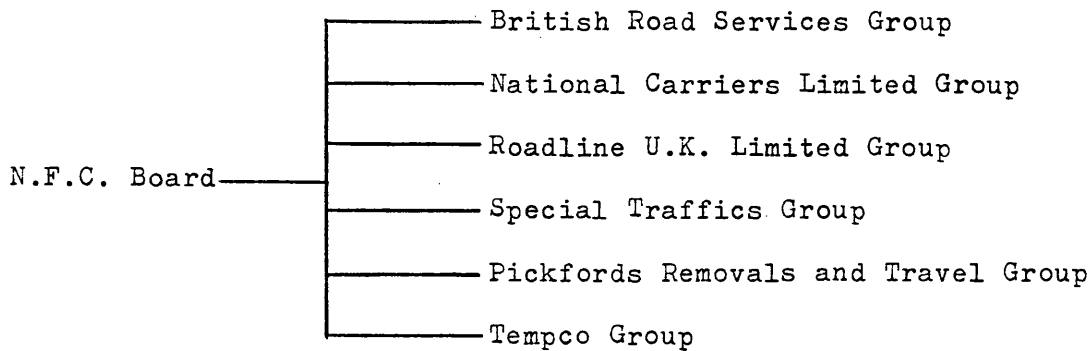 British Road Services Group
National Carriers Limited Group
Roadline U.K. Limited Group
N.F.C. Board
Special Traffics Group
Pickfords Removals and Travel Group
Tempco Group